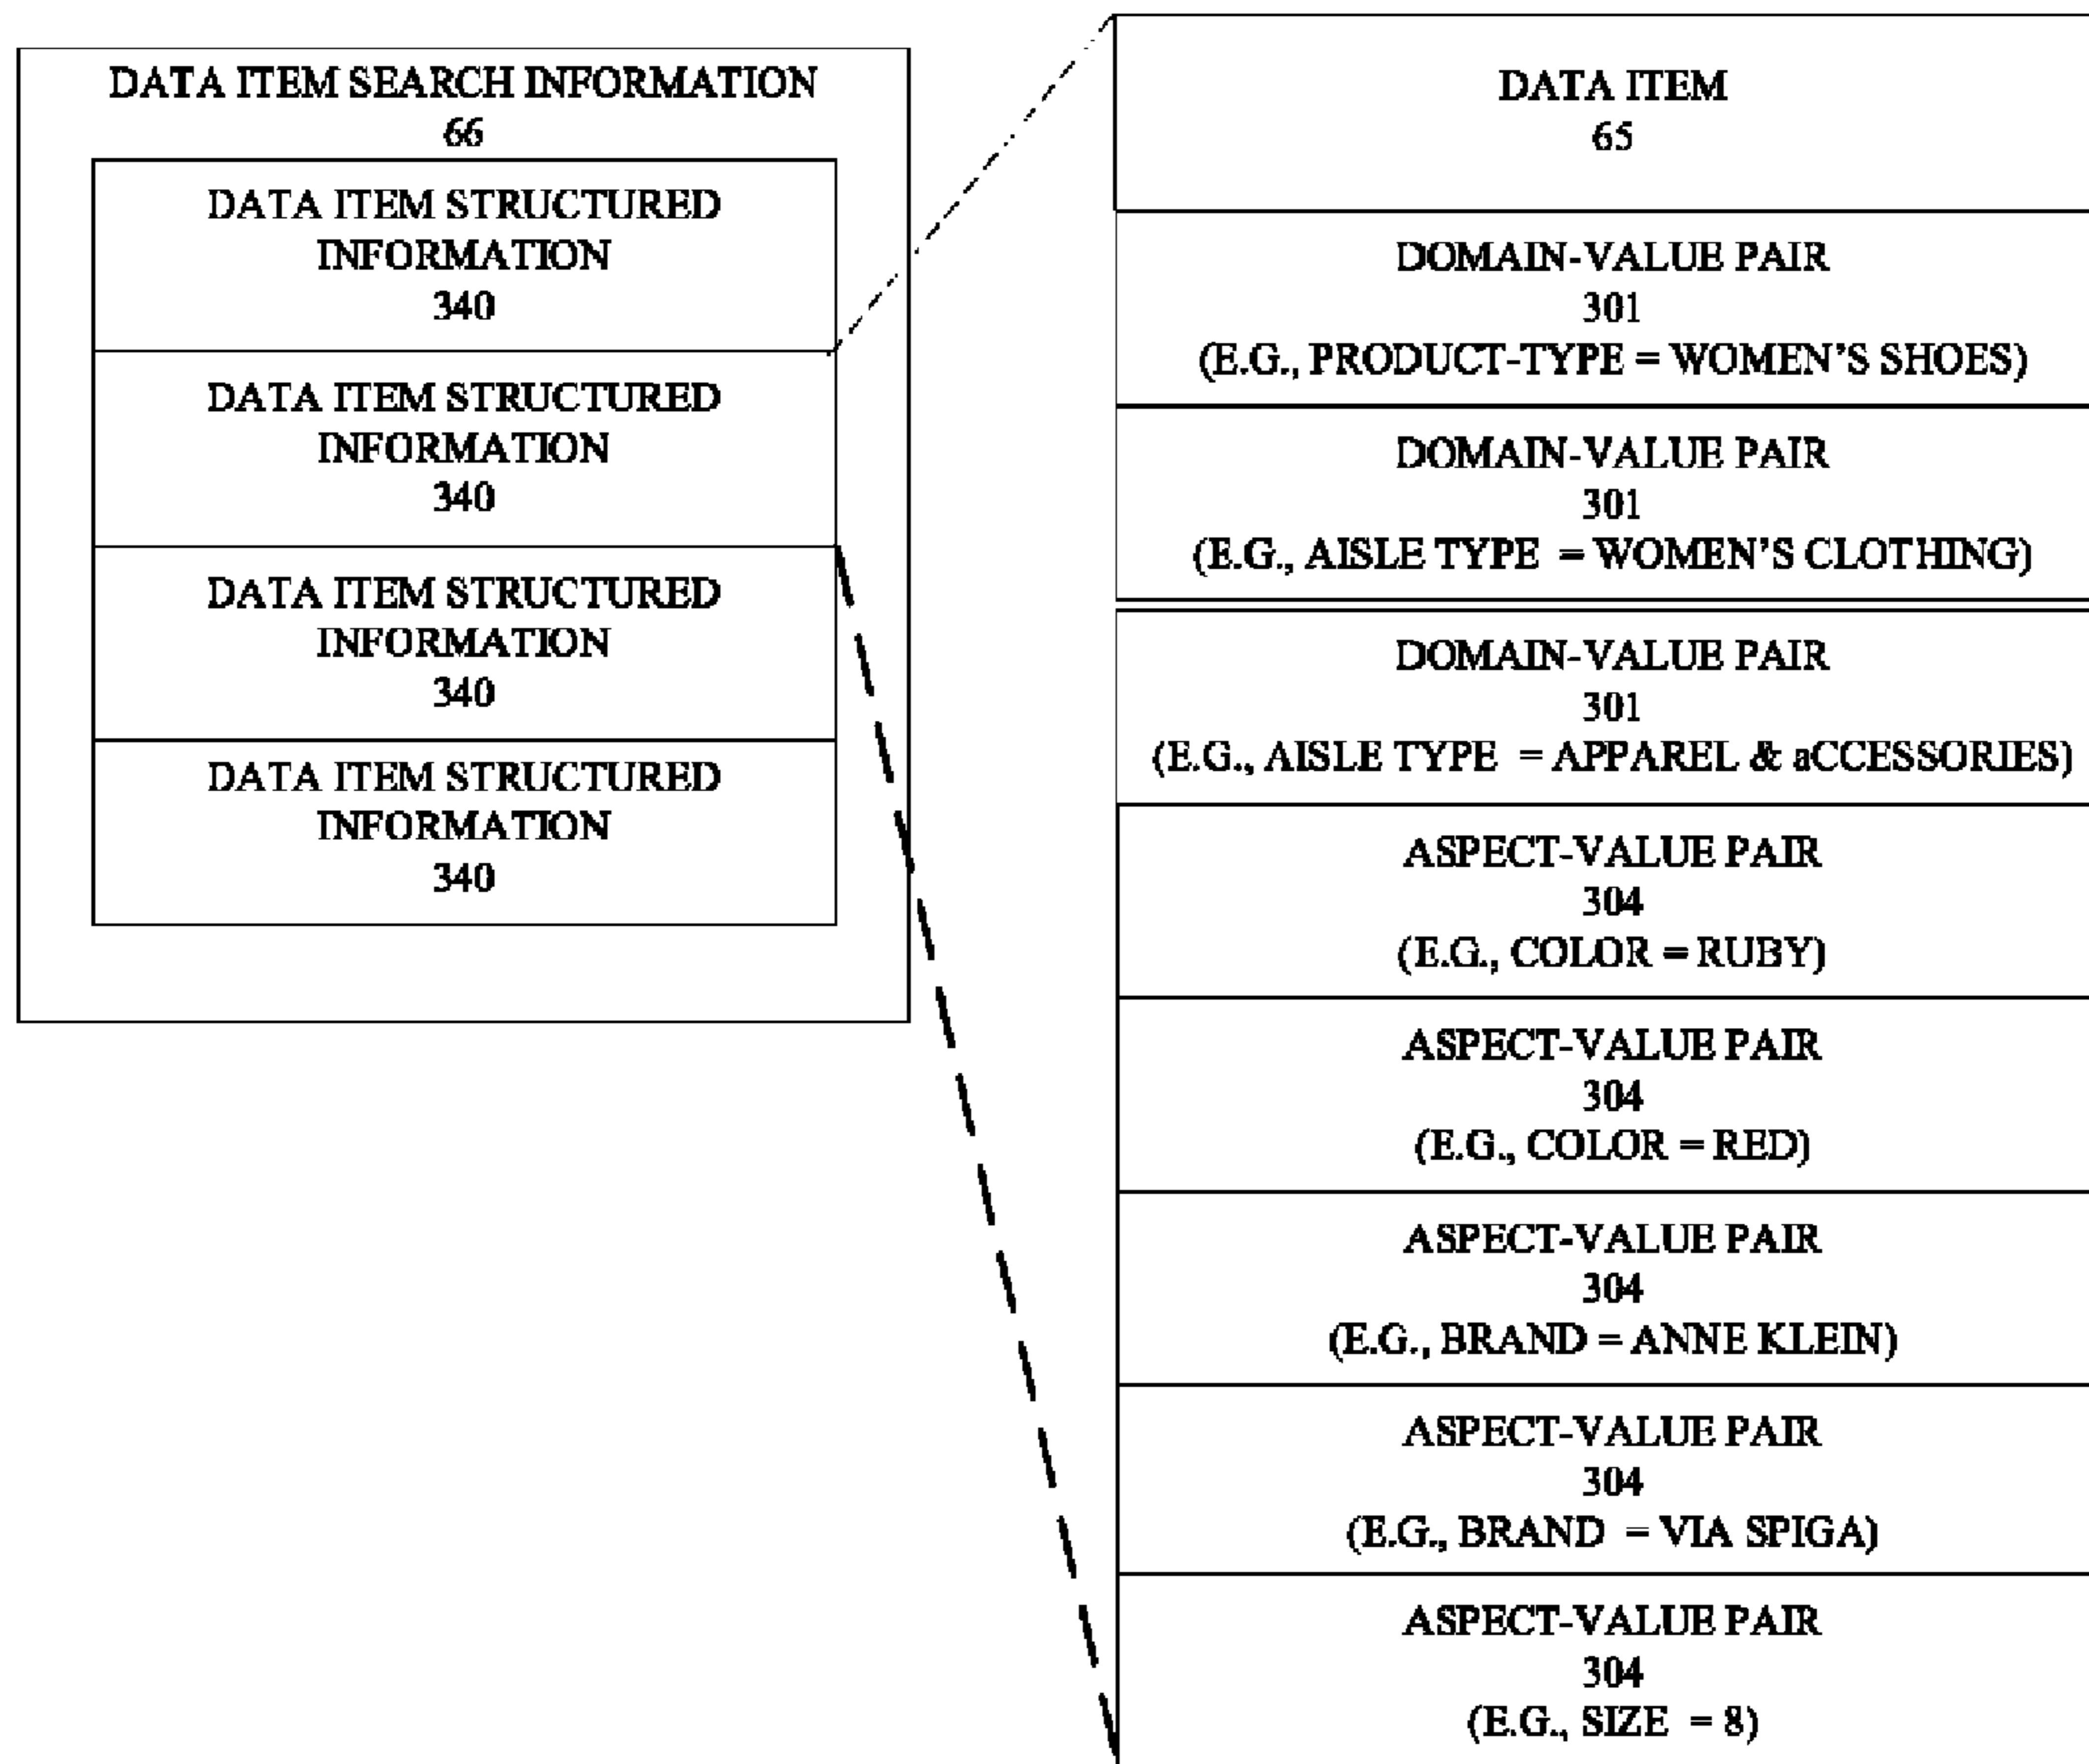 DATA ITEM SEARCH INFORMATION
66
DATA ITEM STRUCTURED
INFORMATION
340
DATA ITEM STRUCTURED
INFORMATION
340
DATA ITEM STRUCTURED
INFORMATION
340
DATA ITEM STRUCTURED
INFORMATION
340
DATA ITEM
65
DOMAIN-VALUE PAIR
301
(E.G., PRODUCT-TYPE = WOMEN'S SHOES)
DOMAIN-VALUE PAIR
301
(E.G., AISLE TYPE = WOMEN'S CLOTHING)
DOMAIN-VALUE PAIR
301
(E.G., AISLE TYPE = APPAREL & aCCESSORIES)
ASPECT-VALUE PAIR
304
(E.G., COLOR = RUBY)
ASPECT-VALUE PAIR
304
(E.G., COLOR = RED)
ASPECT-VALUE PAIR
304
(E.G., BRAND = ANNE KLEIN)
ASPECT-VALUE PAIR
304
(E.G., BRAND = VIA SPIGA)
ASPECT-VALUE PAIR
304
(E.G., SIZE = 8)